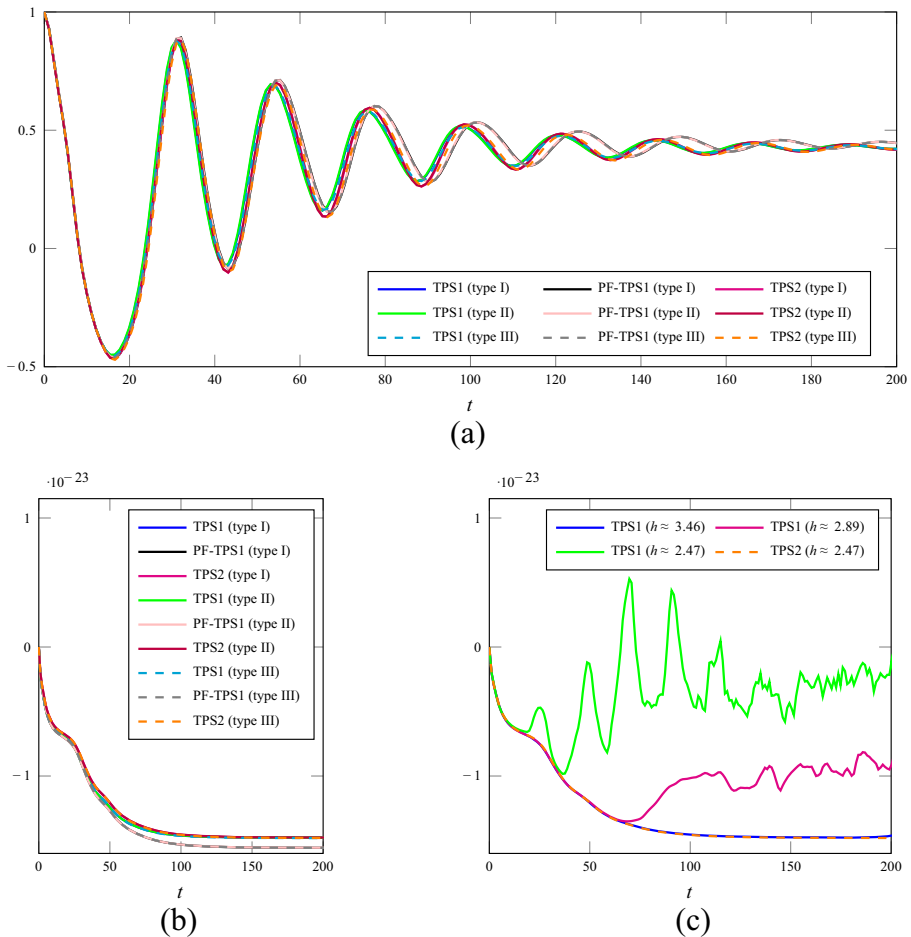 1
0.5
0
−0.5
TPS1 (type I) PF-TPS1 (type I) TPS2 (type I)
TPS1 (type II) PF-TPS1 (type II) TPS2 (type II)
TPS1 (type III) PF-TPS1 (type III) TPS2 (type III)
0 20 40 60 80 100 120 140 160 180 200
t
(a)
·10−23
1
0
−1
TPS1 (type I)
PF-TPS1 (type I)
TPS2 (type I)
TPS1 (type II)
PF-TPS1 (type II)
TPS2 (type II)
TPS1 (type III)
PF-TPS1 (type III)
TPS2 (type III)
0 50 100 150 200
t
(b)
·10−23
1
0
−1
TPS1 (h ≈ 3.46) TPS1 (h ≈ 2.89)
TPS1 (h ≈ 2.47) TPS2 (h ≈ 2.47)
0 50 100 150 200
t
(c)